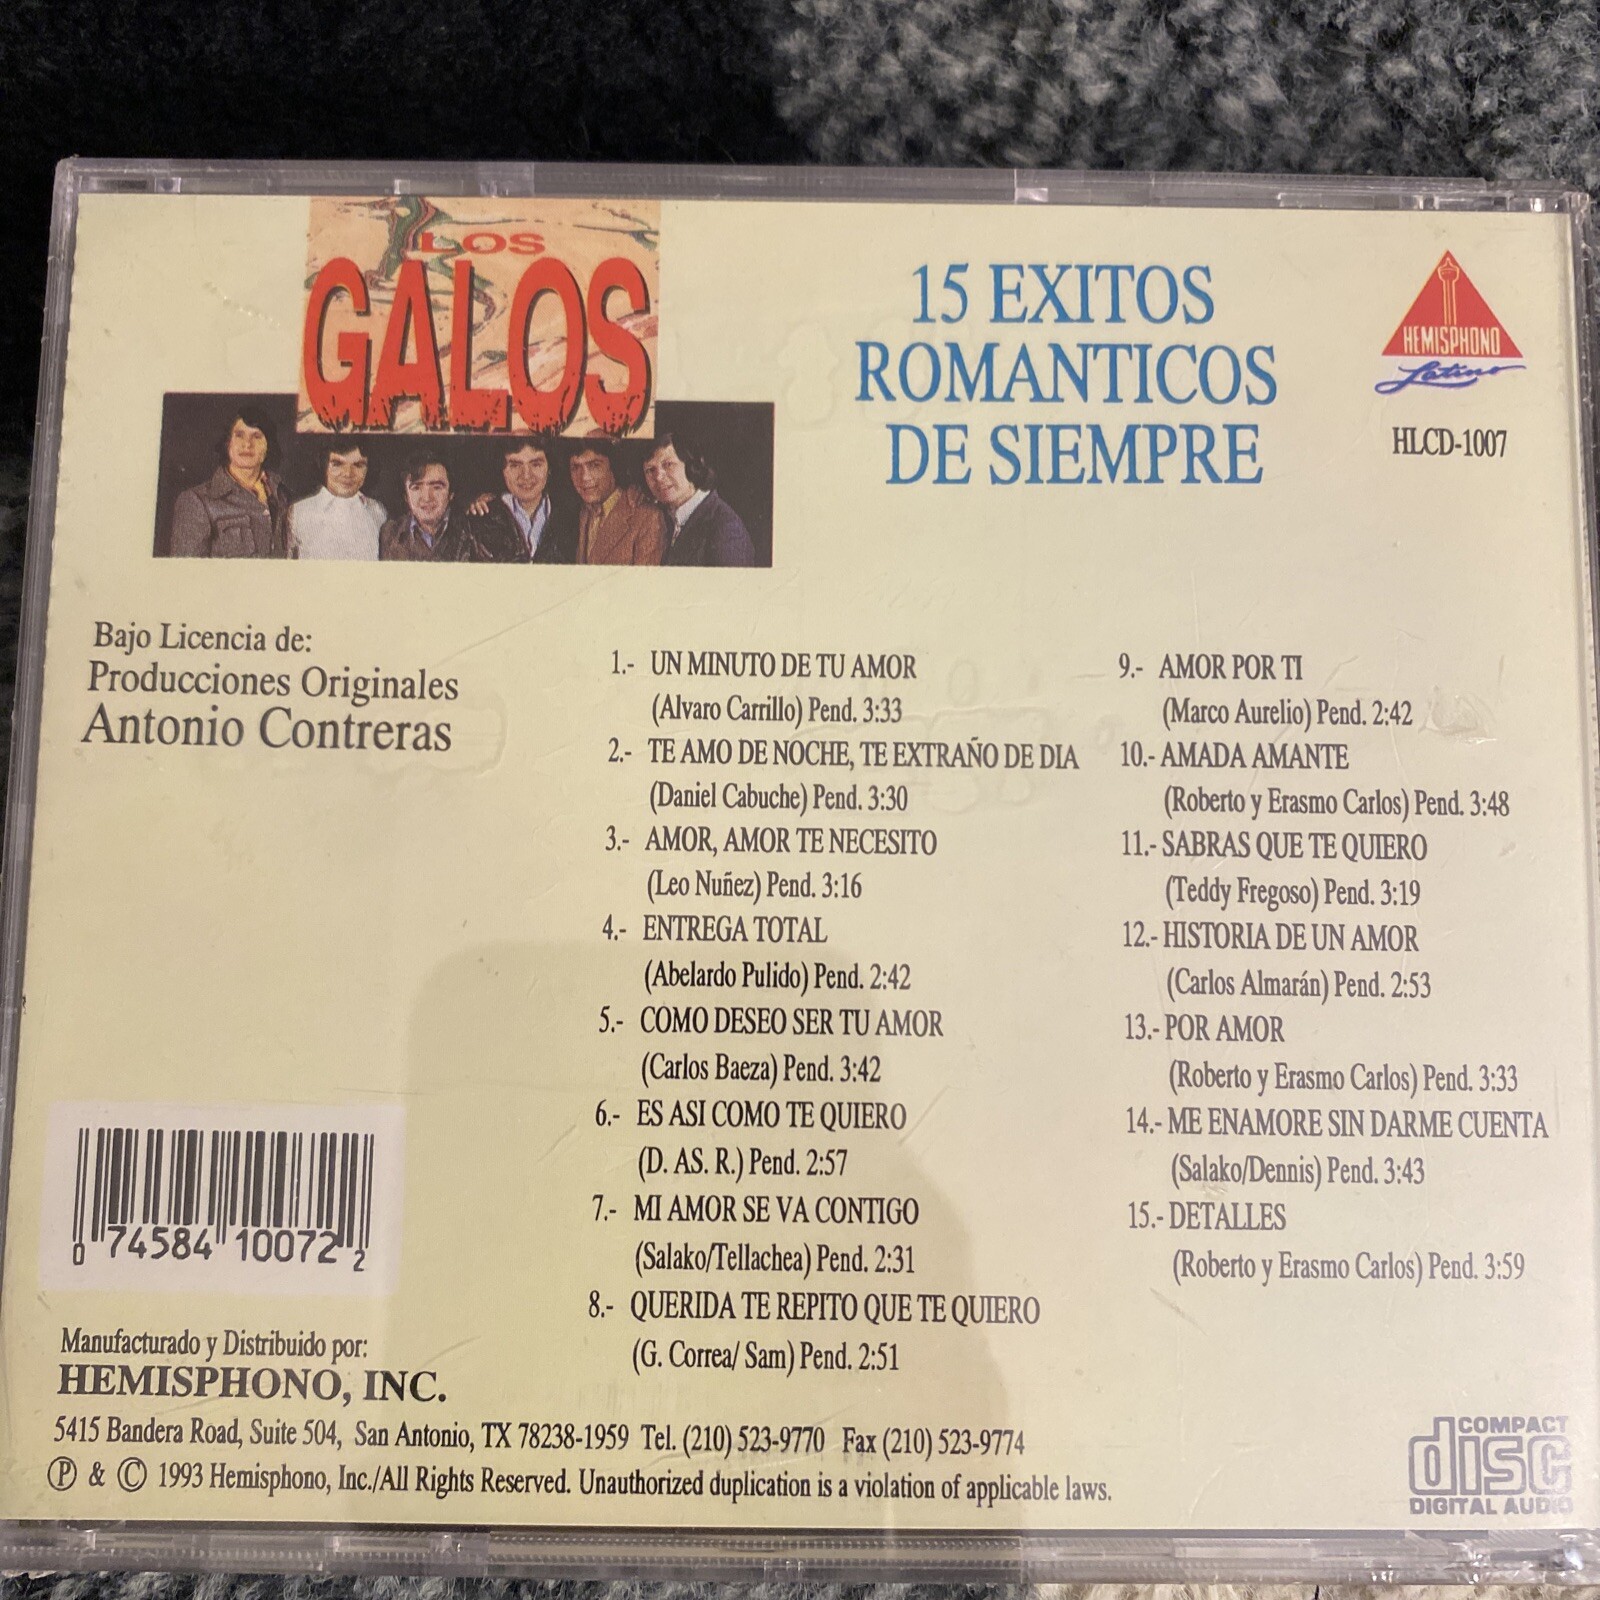 LOS
GALOS
15 EXITOS
ROMANTICOS
DE SIEMPRE
HEMISPHONO
Latino
HLCD-1007
Bajo Licencia de:
Producciones Originales
Antonio Contreras
1.- UN MINUTO DE TU AMOR
(Alvaro Carrillo) Pend. 3:33
2.- TE AMO DE NOCHE, TE EXTRAÑO DE DIA
(Daniel Cabuche) Pend. 3:30
3.- AMOR, AMOR TE NECESITO
(Leo Nuñez) Pend. 3:16
4.- ENTREGA TOTAL
(Abelardo Pulido) Pend. 2:42
5.- COMO DESEO SER TU AMOR
(Carlos Baeza) Pend. 3:42
6.- ES ASI COMO TE QUIERO
(D. AS. R.) Pend. 2:57
7.- MI AMOR SE VA CONTIGO
(Salako/Tellachea) Pend. 2:31
8.- QUERIDA TE REPITO QUE TE QUIERO
(G. Correa/ Sam) Pend. 2:51
9.- AMOR POR TI
(Marco Aurelio) Pend. 2:42
10.- AMADA AMANTE
(Roberto y Erasmo Carlos) Pend. 3:48
11.- SABRAS QUE TE QUIERO
(Teddy Fregoso) Pend. 3:19
12.- HISTORIA DE UN AMOR
(Carlos Almarán) Pend. 2:53
13.- POR AMOR
(Roberto y Erasmo Carlos) Pend. 3:33
14.- ME ENAMORE SIN DARME CUENTA
(Salako/Dennis) Pend. 3:43
15.- DETALLES
(Roberto y Erasmo Carlos) Pend. 3:59
0 74584 10072 2
Manufacturado y Distribuido por:
HEMISPHONO, INC.
5415 Bandera Road, Suite 504, San Antonio, TX 78238-1959 Tel. (210) 523-9770 Fax (210) 523-9774
Ⓟ & © 1993 Hemisphono, Inc./All Rights Reserved. Unauthorized duplication is a violation of applicable laws.
COMPACT
disc
DIGITAL AUDIO